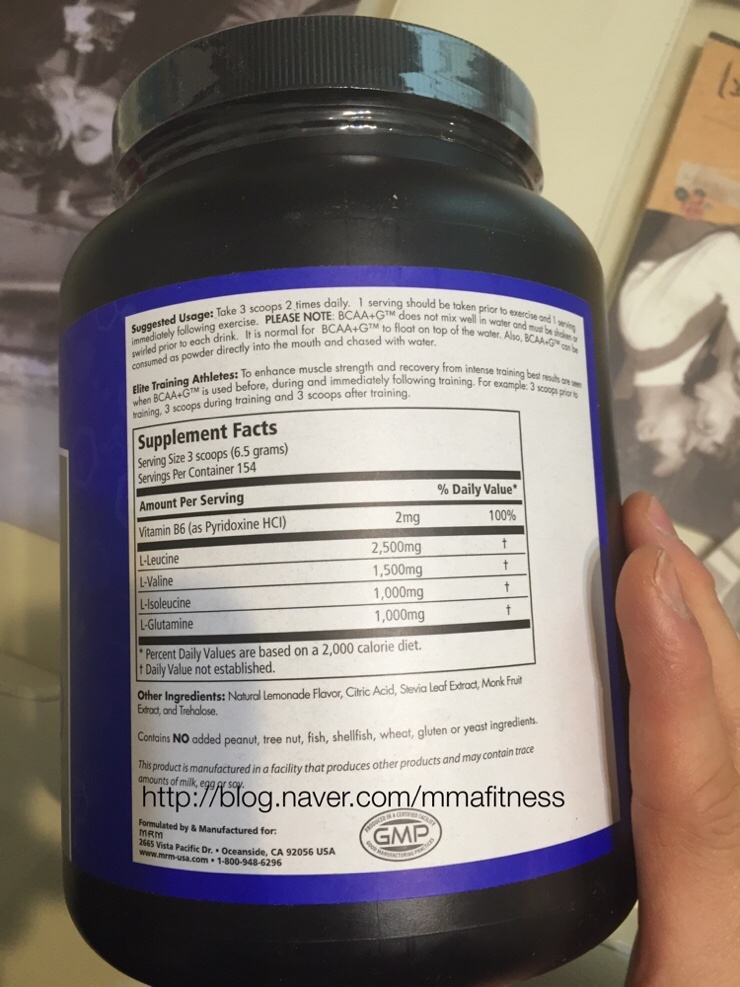 Suggested Usage: Take 3 scoops 2 times daily. 1 serving should be taken prior to exercise and 1 serving
immediately following exercise. PLEASE NOTE: BCAA+G™ does not mix well in water and must be shaken or
swirled prior to each drink. It is normal for BCAA+G™ to float on top of the water. Also, BCAA+G™ can be
consumed as powder directly into the mouth and chased with water.
Elite Training Athletes: To enhance muscle strength and recovery from intense training best results are seen
when BCAA+G™ is used before, during and immediately following training. For example: 3 scoops prior to
training, 3 scoops during training and 3 scoops after training.
Supplement Facts
Serving Size 3 scoops (6.5 grams)
Servings Per Container 154
Amount Per Serving % Daily Value*
Vitamin B6 (as Pyridoxine HCl) 2mg 100%
L-Leucine 2,500mg †
L-Valine 1,500mg †
L-Isoleucine 1,000mg †
L-Glutamine 1,000mg †
* Percent Daily Values are based on a 2,000 calorie diet.
† Daily Value not established.
Other Ingredients: Natural Lemonade Flavor, Citric Acid, Stevia Leaf Extract, Monk Fruit
Extract, and Trehalose.
Contains NO added peanut, tree nut, fish, shellfish, wheat, gluten or yeast ingredients.
This product is manufactured in a facility that produces other products and may contain trace
amounts of milk, egg or soy.
http://blog.naver.com/mmafitness
Formulated by & Manufactured for:
MRM
2665 Vista Pacific Dr. • Oceanside, CA 92056 USA
www.mrm-usa.com • 1-800-948-6296
PRODUCED IN A CERTIFIED FACILITY
GMP
GOOD MANUFACTURING PRACTICES